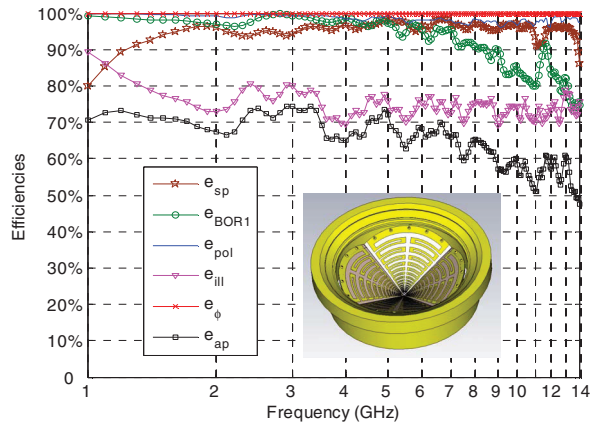 Efficiencies
100%
90%
80%
70%
60%
50%
40%
30%
20%
10%
0
e_sp
e_BOR1
e_pol
e_ill
e_ϕ
e_ap
1 2 3 4 5 6 7 8 9 10 12 14
Frequency (GHz)